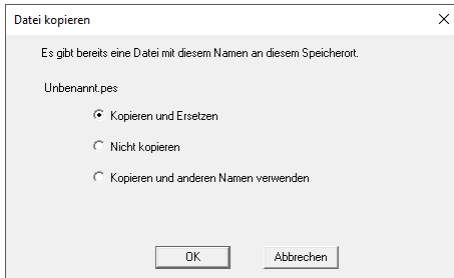 Datei kopieren
Es gibt bereits eine Datei mit diesem Namen an diesem Speicherort.
Unbenannt.pes
Kopieren und Ersetzen
Nicht kopieren
Kopieren und anderen Namen verwenden
OK Abbrechen